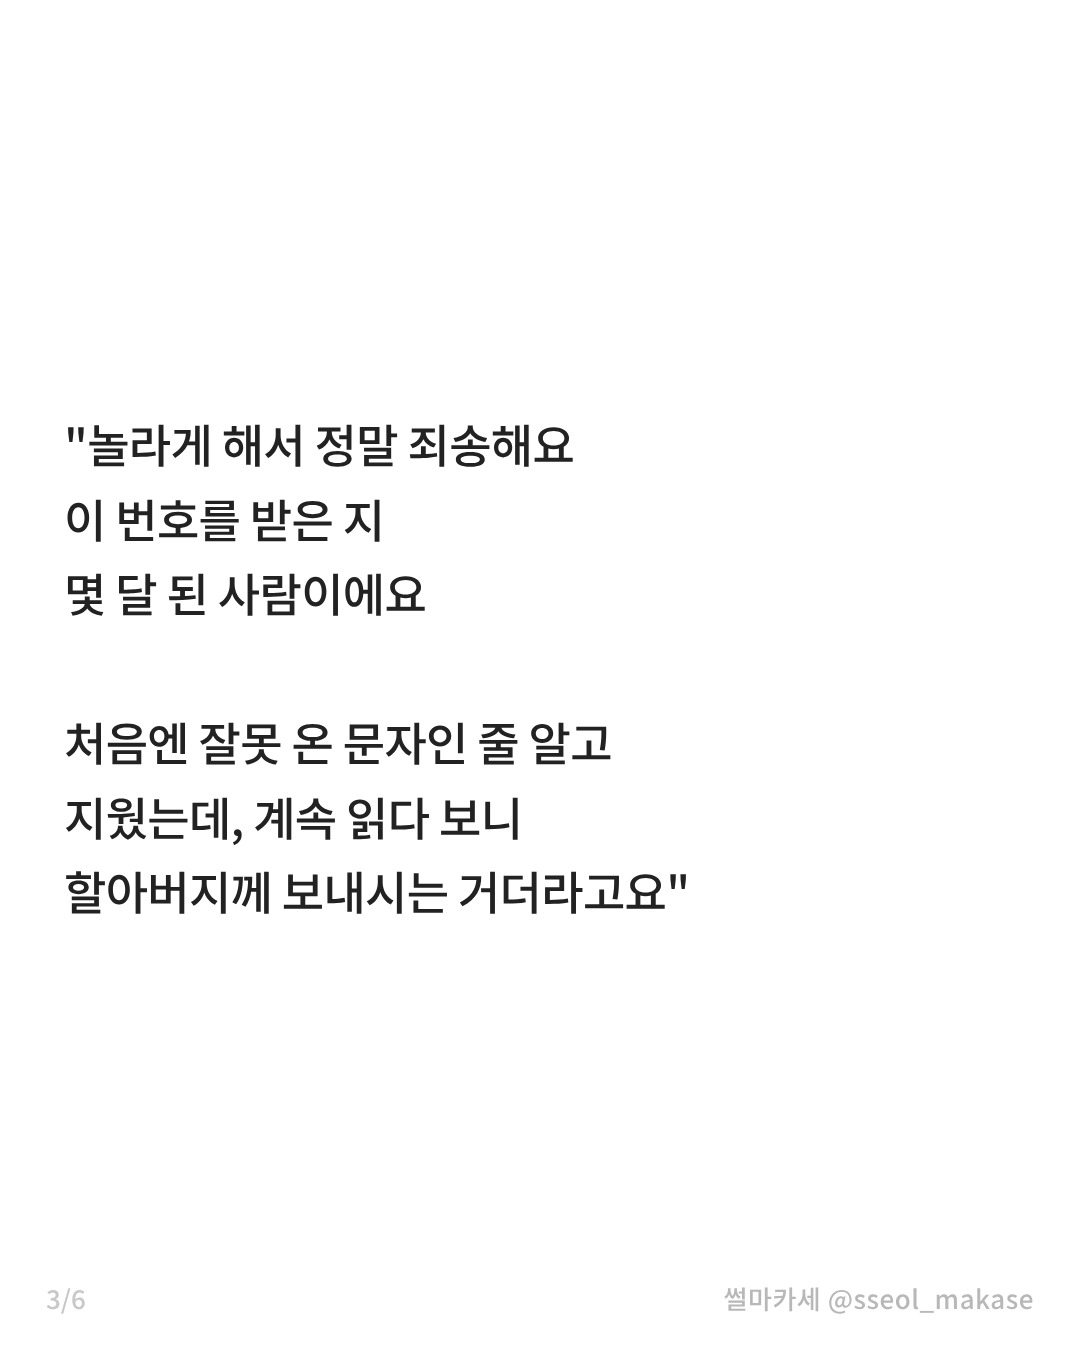 "놀라게 해서 정말 죄송해요
이 번호를 받은 지
몇 달 된 사람이에요
처음엔 잘못 온 문자인 줄 알고
지웠는데, 계속 읽다 보니
할아버지께 보내시는 거더라고요"
3/6
썰마카세 @sseol_makase